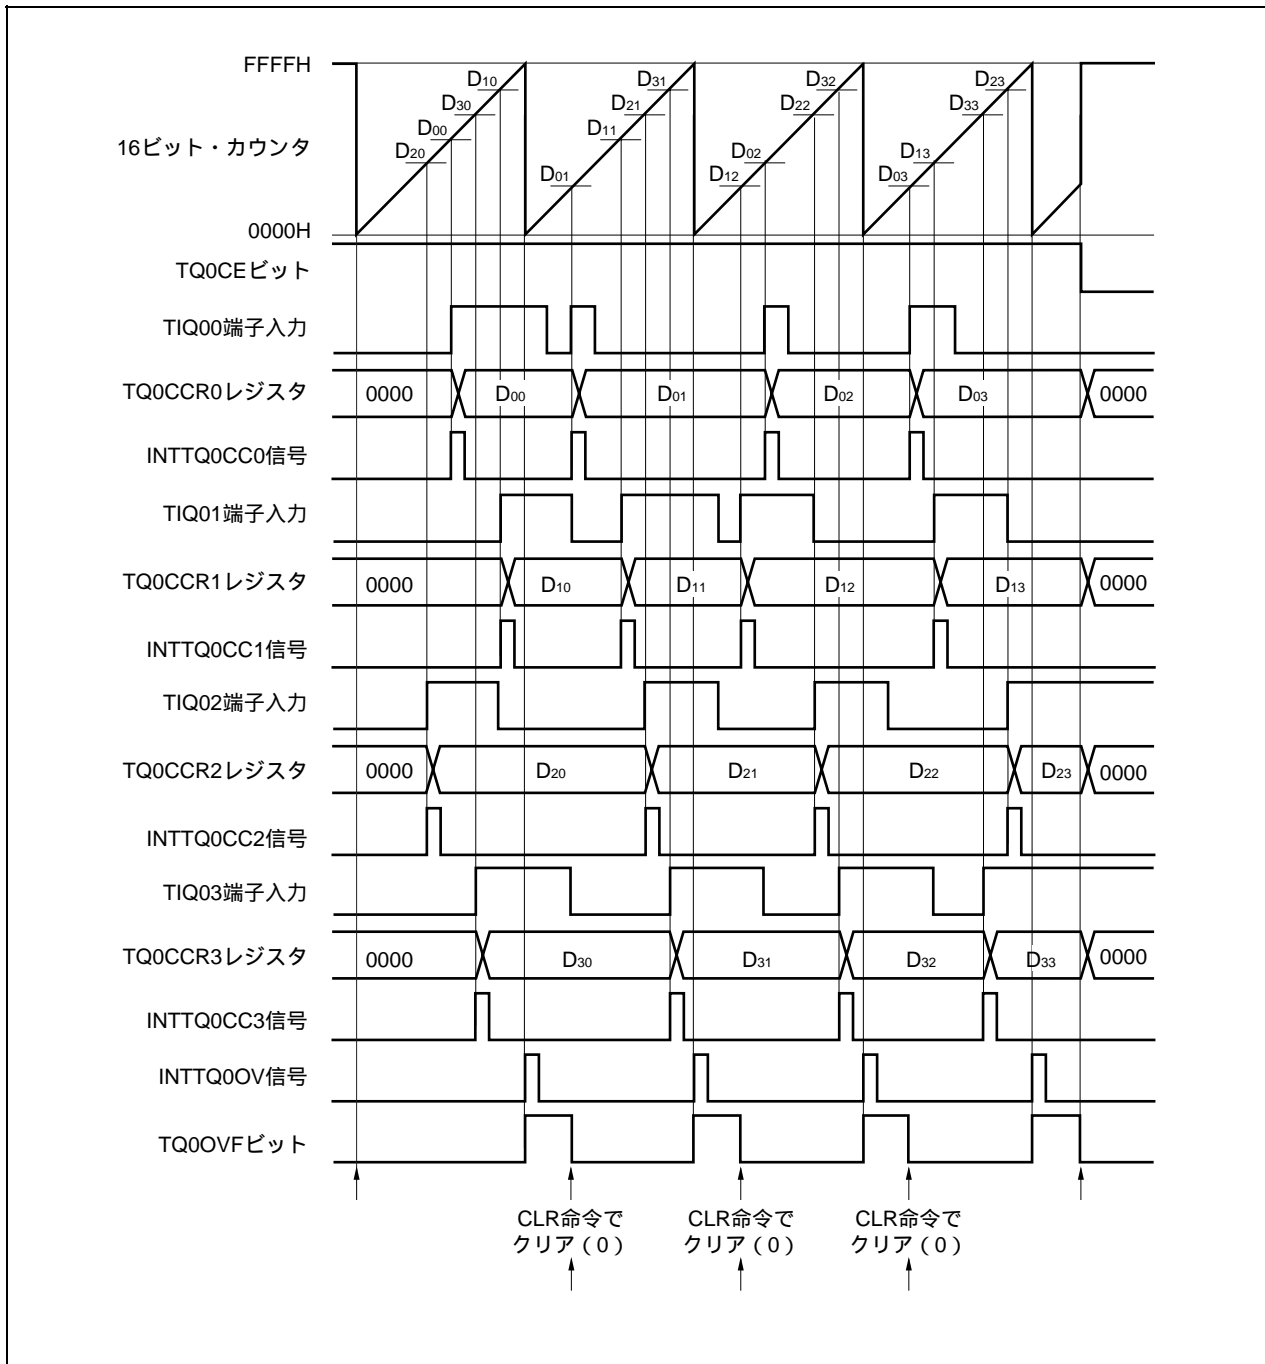 FFFFH
16ビット・カウンタ
0000H
D20 D00 D30 D10
D01 D11 D21 D31
D12 D02 D22 D32
D03 D13 D33 D23
TQ0CEビット
TIQ00端子入力
TQ0CCR0レジスタ 0000 D00 D01 D02 D03 0000
INTTQ0CC0信号
TIQ01端子入力
TQ0CCR1レジスタ 0000 D10 D11 D12 D13 0000
INTTQ0CC1信号
TIQ02端子入力
TQ0CCR2レジスタ 0000 D20 D21 D22 D23 0000
INTTQ0CC2信号
TIQ03端子入力
TQ0CCR3レジスタ 0000 D30 D31 D32 D33 0000
INTTQ0CC3信号
INTTQ0OV信号
TQ0OVFビット
CLR命令で
クリア(0)
CLR命令で
クリア(0)
CLR命令で
クリア(0)